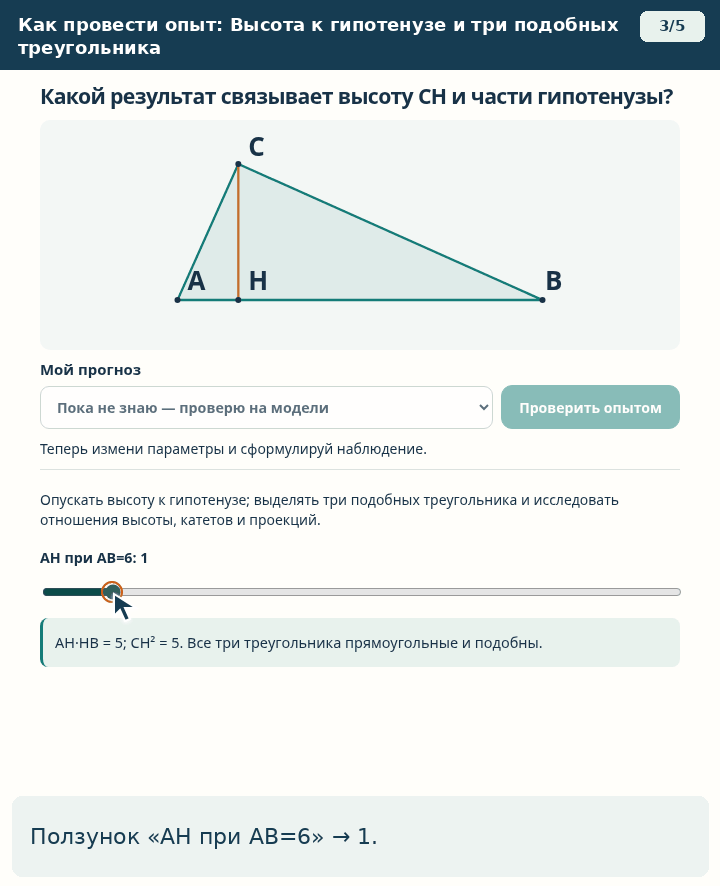 Как провести опыт: Высота к гипотенузе и три подобных
треугольника
3/5
Какой результат связывает высоту CH и части гипотенузы?
C
A
H
B
Мой прогноз
Пока не знаю — проверю на модели
Проверить опытом
Теперь измени параметры и сформулируй наблюдение.
Опускать высоту к гипотенузе; выделять три подобных треугольника и исследовать
отношения высоты, катетов и проекций.
AH при AB=6: 1
AH·HB = 5; CH² = 5. Все три треугольника прямоугольные и подобны.
Ползунок «AH при AB=6» → 1.